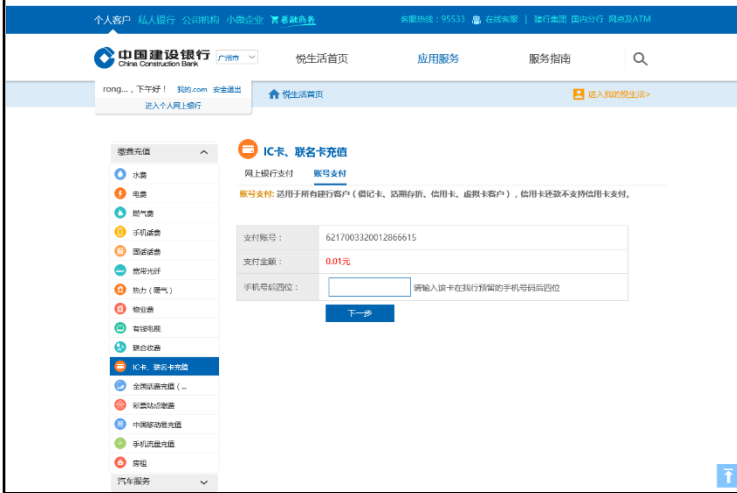 个人客户 私人银行 公司机构 小微企业 善融商务 客服热线：95533 在线客服 | 建行集团 国内分行 网点及ATM
中国建设银行 广州市 悦生活首页 应用服务 服务指南
China Construction Bank
rong...，下午好！ 我的.com 安全退出
进入个人网上银行
悦生活首页 进入我的悦生活>
缴费充值
水费
电费
燃气费
手机话费
固话话费
宽带光纤
热力（暖气）
物业费
有线电视
联合收费
IC卡、联名卡充值
全国话费充值（...
彩票站点缴费
中国移动易充值
手机流量充值
房租
汽车服务
IC卡、联名卡充值
网上银行支付 账号支付
账号支付: 适用于所有建行客户（借记卡、活期存折、信用卡、虚拟卡客户），信用卡还款不支持信用卡支付。
支付账号： 6217003320012866615
支付金额： 0.01元
手机号后四位： 请输入该卡在我行预留的手机号码后四位
下一步